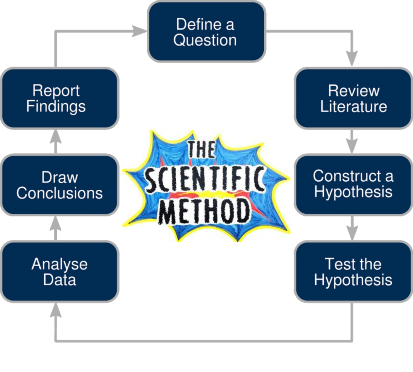 Define a
Question
Review
Literature
Construct a
Hypothesis
Test the
Hypothesis
Analyse
Data
Draw
Conclusions
Report
Findings
THE
SCIENTIFIC
METHOD